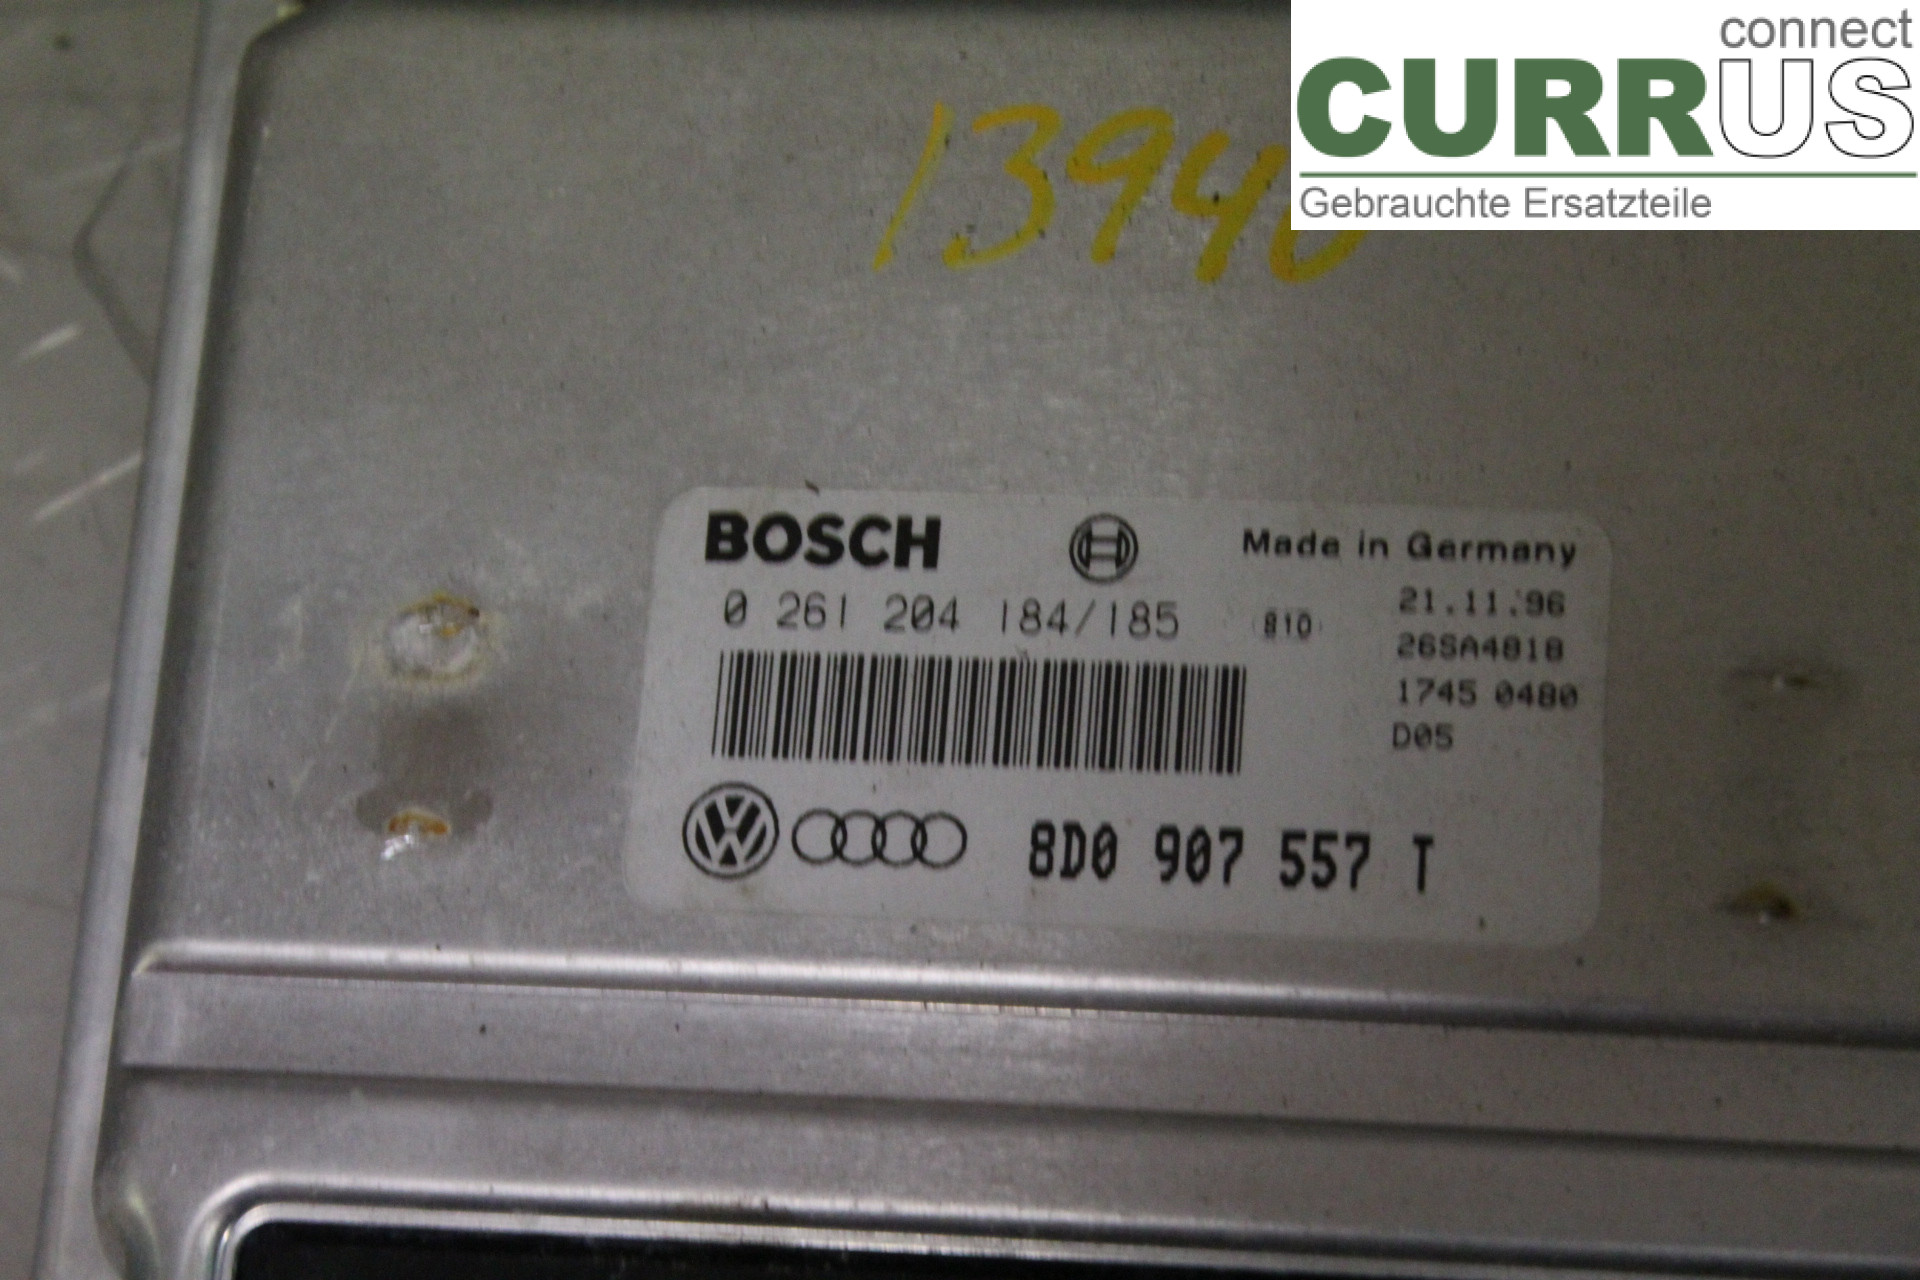 connect
CURRUS
Gebrauchte Ersatzteile
1394
BOSCH
Made in Germany
0 261 204 184/185
810
21.11.96
26SA4818
1745 0480
D05
8D0 907 557 T